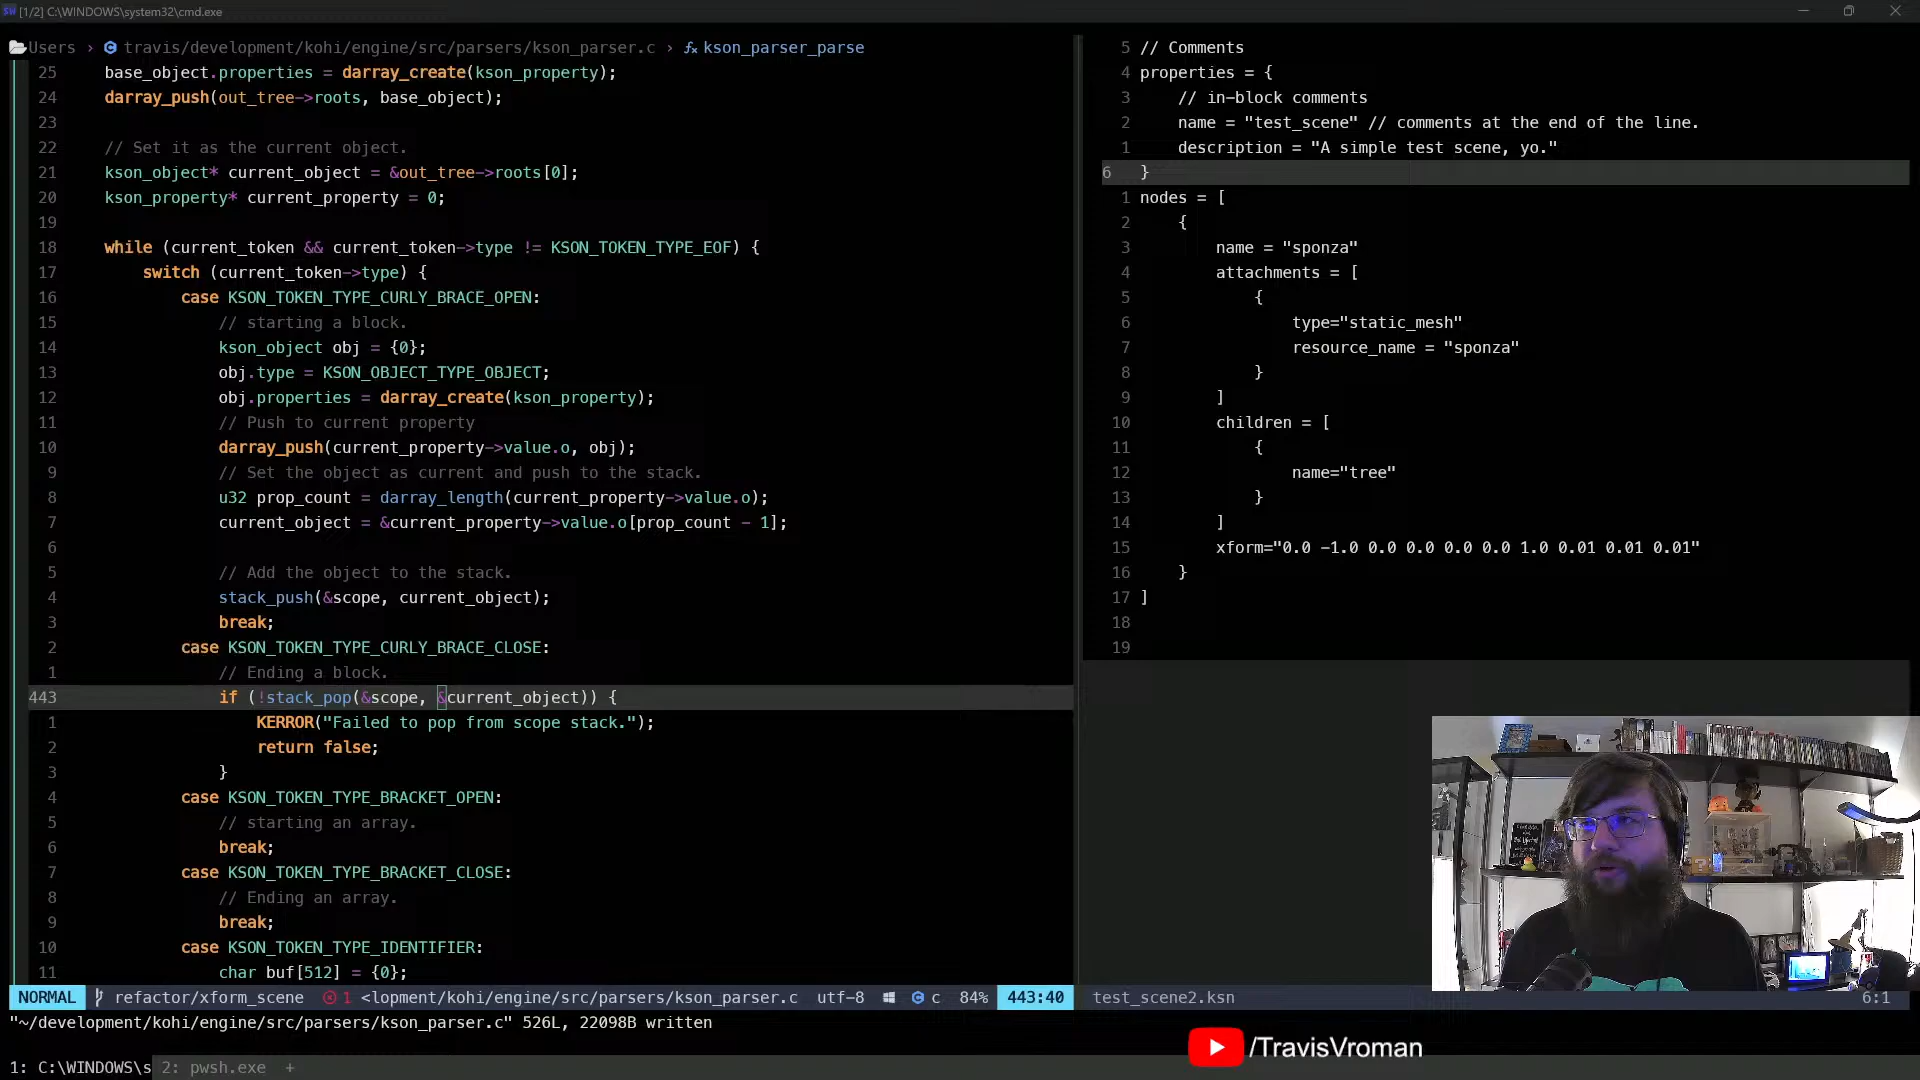 [1/2] C:\WINDOWS\system32\cmd.exe
Users › travis/development/kohi/engine/src/parsers/kson_parser.c › fx kson_parser_parse
25 base_object.properties = darray_create(kson_property);
24 darray_push(out_tree->roots, base_object);
23
22 // Set it as the current object.
21 kson_object* current_object = &out_tree->roots[0];
20 kson_property* current_property = 0;
19
18 while (current_token && current_token->type != KSON_TOKEN_TYPE_EOF) {
17 switch (current_token->type) {
16 case KSON_TOKEN_TYPE_CURLY_BRACE_OPEN:
15 // starting a block.
14 kson_object obj = {0};
13 obj.type = KSON_OBJECT_TYPE_OBJECT;
12 obj.properties = darray_create(kson_property);
11 // Push to current property
10 darray_push(current_property->value.o, obj);
9 // Set the object as current and push to the stack.
8 u32 prop_count = darray_length(current_property->value.o);
7 current_object = &current_property->value.o[prop_count - 1];
6
5 // Add the object to the stack.
4 stack_push(&scope, current_object);
3 break;
2 case KSON_TOKEN_TYPE_CURLY_BRACE_CLOSE:
1 // Ending a block.
443 if (!stack_pop(&scope, &current_object)) {
1 KERROR("Failed to pop from scope stack.");
2 return false;
3 }
4 case KSON_TOKEN_TYPE_BRACKET_OPEN:
5 // starting an array.
6 break;
7 case KSON_TOKEN_TYPE_BRACKET_CLOSE:
8 // Ending an array.
9 break;
10 case KSON_TOKEN_TYPE_IDENTIFIER:
11 char buf[512] = {0};
NORMAL refactor/xform_scene 1 <lopment/kohi/engine/src/parsers/kson_parser.c utf-8 c 84% 443:40
"~/development/kohi/engine/src/parsers/kson_parser.c" 526L, 22098B written
1: C:\WINDOWS\s 2: pwsh.exe +
5 // Comments
4 properties = {
3 // in-block comments
2 name = "test_scene" // comments at the end of the line.
1 description = "A simple test scene, yo."
6 }
1 nodes = [
2 {
3 name = "sponza"
4 attachments = [
5 {
6 type="static_mesh"
7 resource_name = "sponza"
8 }
9 ]
10 children = [
11 {
12 name="tree"
13 }
14 ]
15 xform="0.0 -1.0 0.0 0.0 0.0 0.0 1.0 0.01 0.01 0.01"
16 }
17 ]
18
19
test_scene2.ksn 6:1
/TravisVroman